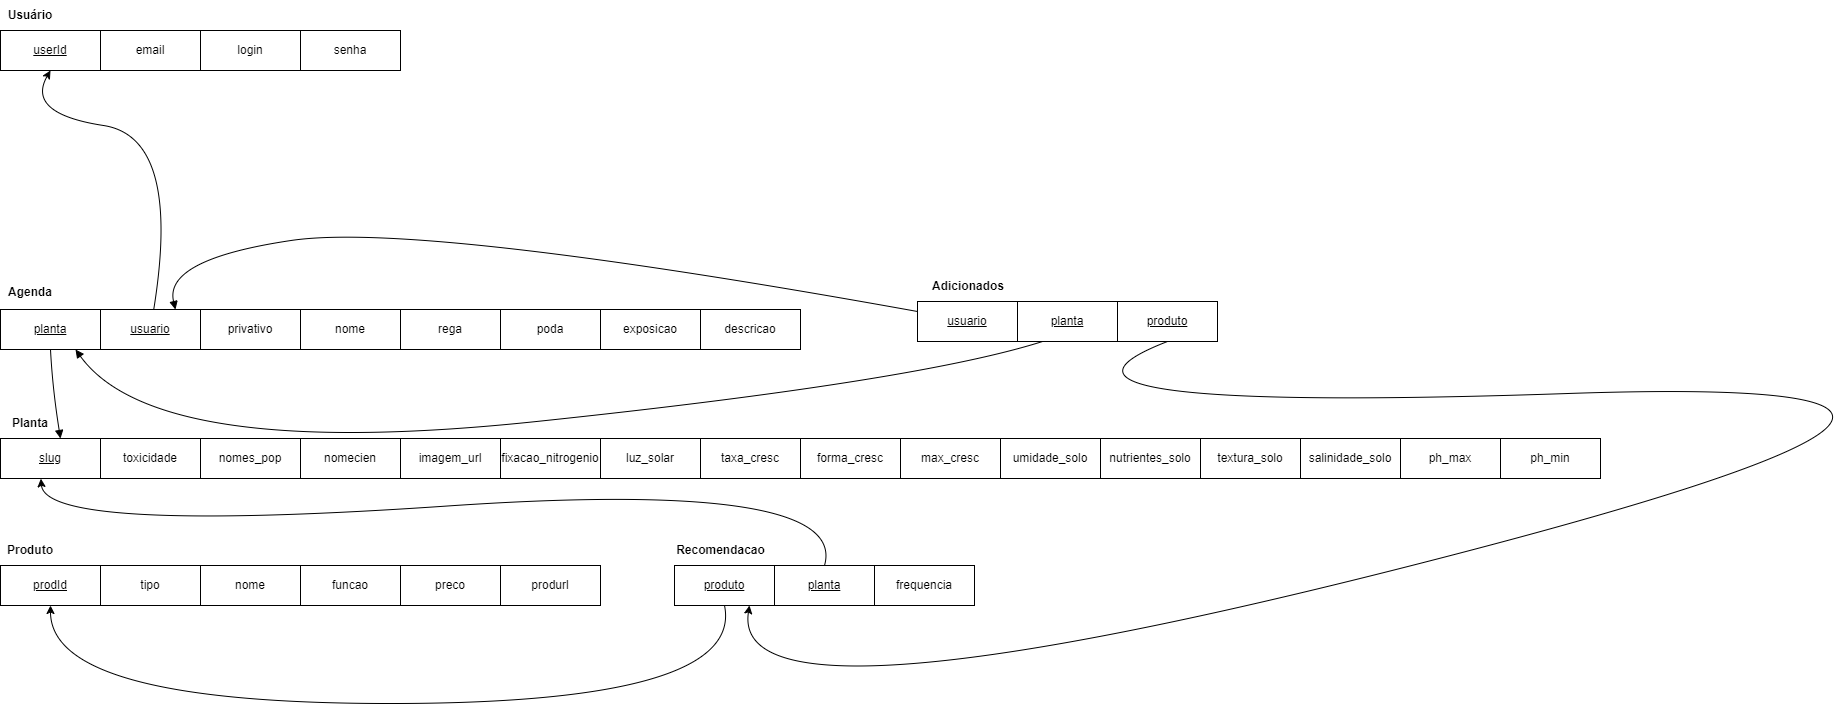 Usuário
userId email login senha
Agenda
planta usuario privativo nome rega poda exposicao descricao
Adicionados
usuario planta produto
Planta
slug toxicidade nomes_pop nomecien imagem_url fixacao_nitrogenio luz_solar taxa_cresc forma_cresc max_cresc umidade_solo nutrientes_solo textura_solo salinidade_solo ph_max ph_min
Produto
prodId tipo nome funcao preco produrl
Recomendacao
produto planta frequencia